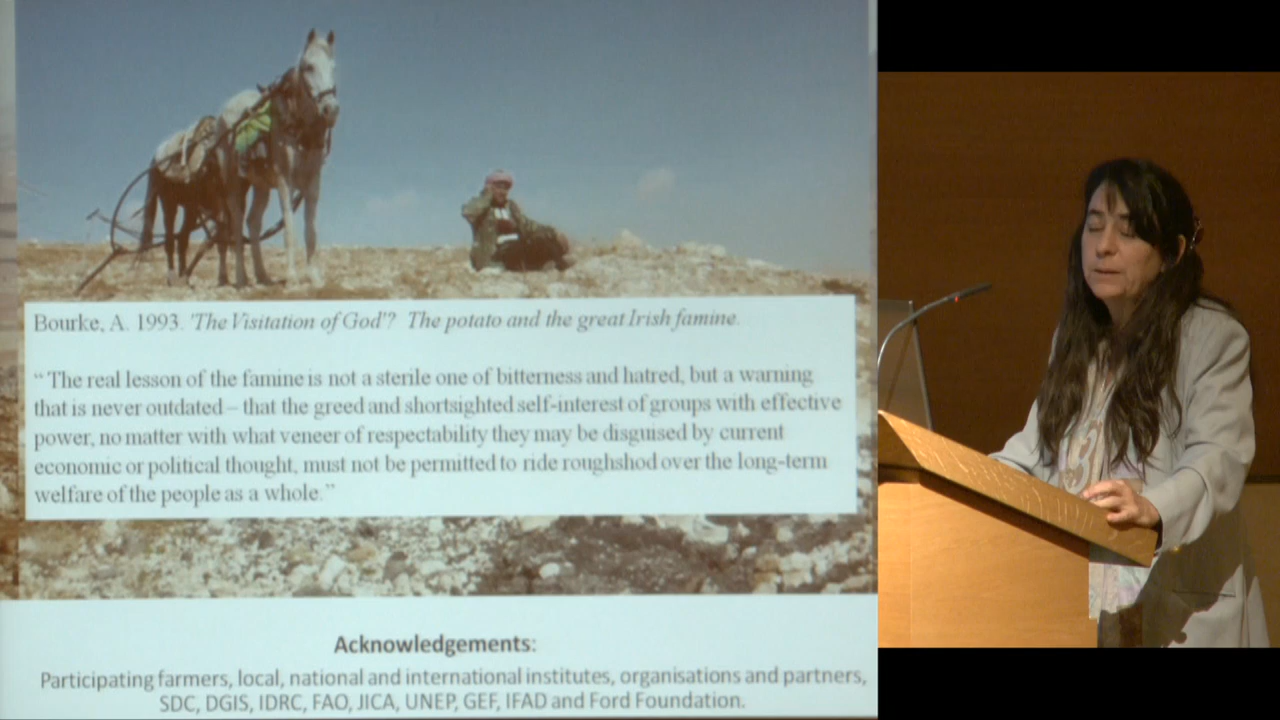 Bourke, A. 1993. 'The Visitation of God'? The potato and the great Irish famine.
“ The real lesson of the famine is not a sterile one of bitterness and hatred, but a warning
that is never outdated – that the greed and shortsighted self-interest of groups with effective
power, no matter with what veneer of respectability they may be disguised by current
economic or political thought, must not be permitted to ride roughshod over the long-term
welfare of the people as a whole.”
Acknowledgements:
Participating farmers, local, national and international institutes, organisations and partners,
SDC, DGIS, IDRC, FAO, JICA, UNEP, GEF, IFAD and Ford Foundation.